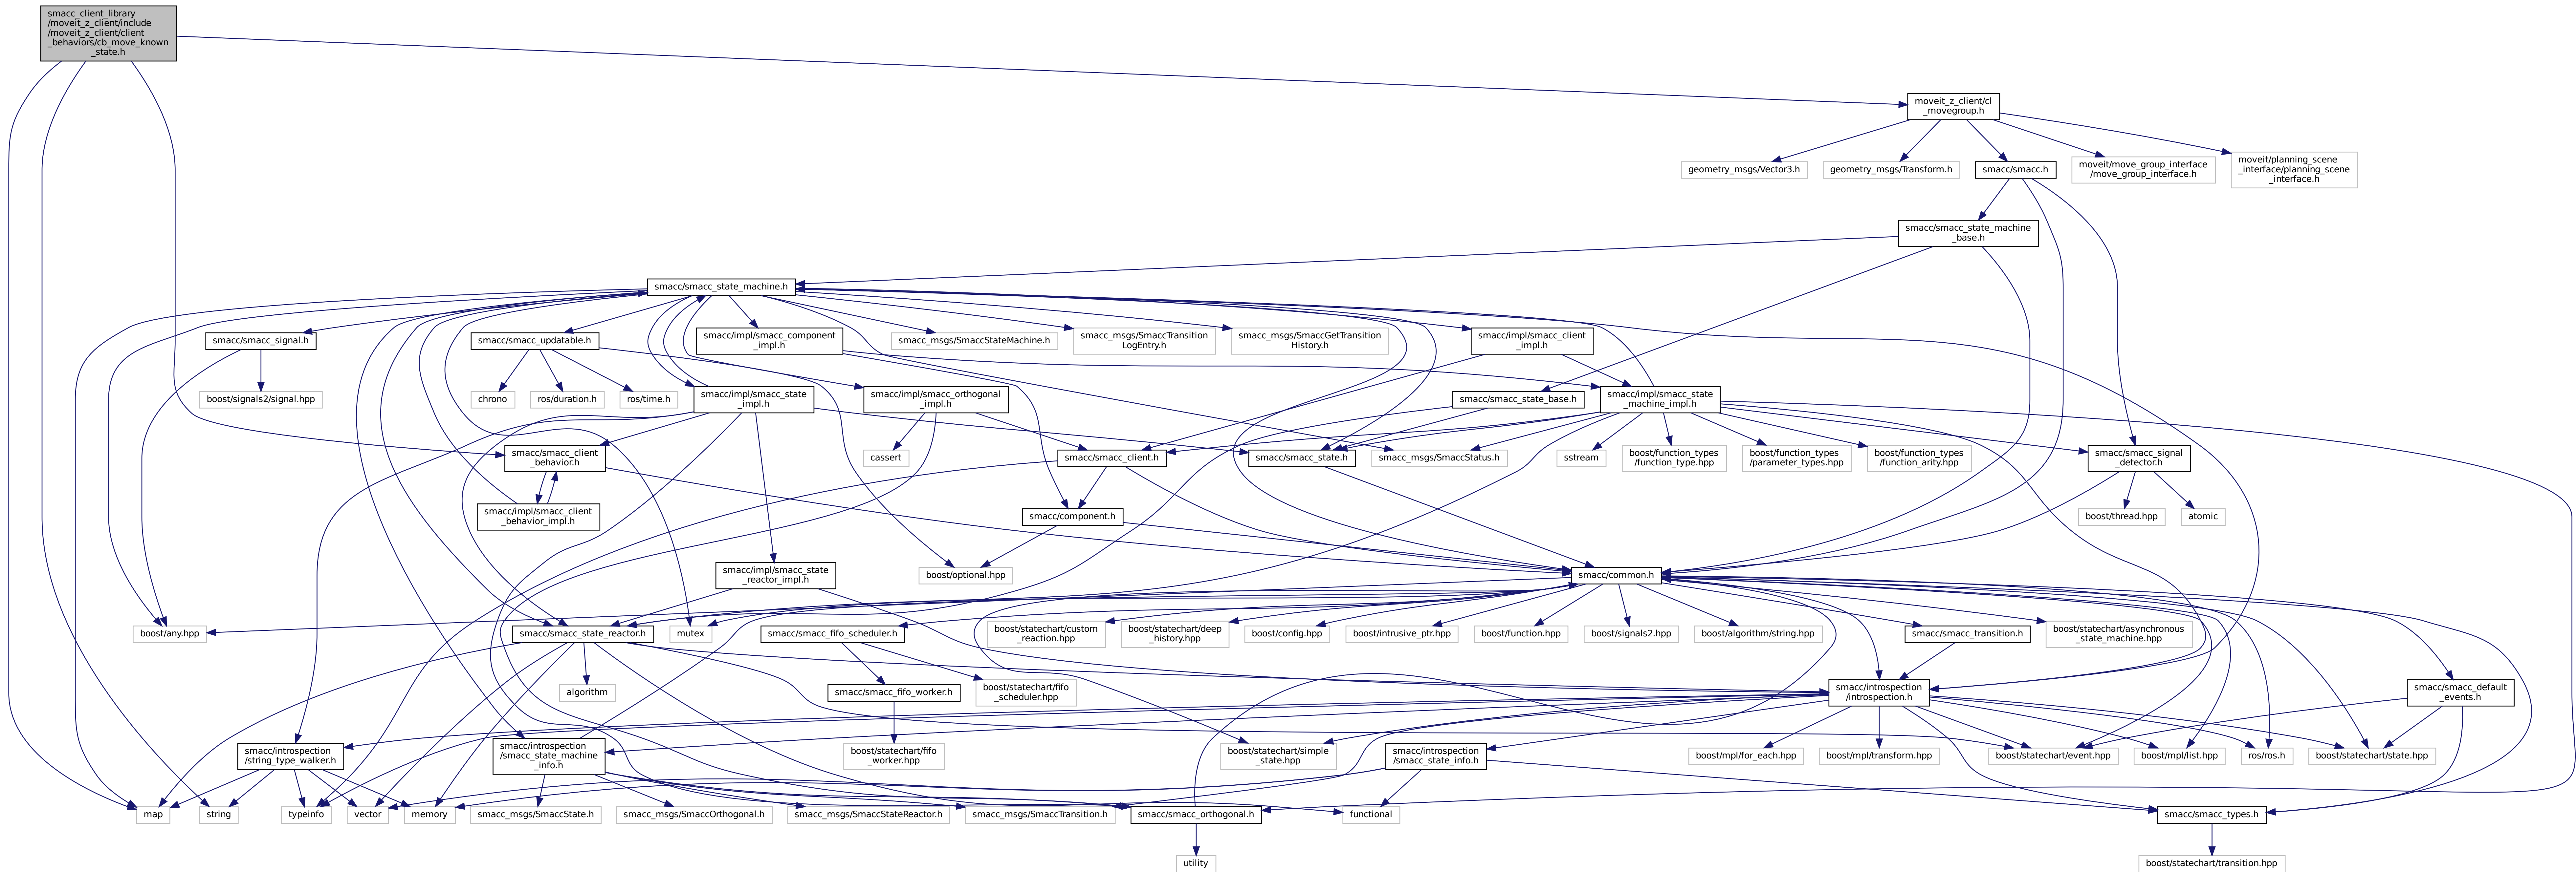 smacc_client_library
/moveit_z_client/include
/moveit_z_client/client
_behaviors/cb_move_known
_state.h
moveit_z_client/cl
_movegroup.h
geometry_msgs/Vector3.h
geometry_msgs/Transform.h
smacc/smacc.h
moveit/move_group_interface
/move_group_interface.h
moveit/planning_scene
_interface/planning_scene
_interface.h
smacc/smacc_state_machine
_base.h
smacc/smacc_state_machine.h
smacc/smacc_signal.h
smacc/smacc_updatable.h
smacc/impl/smacc_component
_impl.h
smacc_msgs/SmaccStateMachine.h
smacc_msgs/SmaccTransition
LogEntry.h
smacc_msgs/SmaccGetTransition
History.h
smacc/impl/smacc_client
_impl.h
boost/signals2/signal.hpp
chrono
ros/duration.h
ros/time.h
smacc/impl/smacc_state
_impl.h
smacc/impl/smacc_orthogonal
_impl.h
smacc/smacc_state_base.h
smacc/impl/smacc_state
_machine_impl.h
smacc/smacc_client
_behavior.h
cassert
smacc/smacc_client.h
smacc/smacc_state.h
smacc_msgs/SmaccStatus.h
sstream
boost/function_types
/function_type.hpp
boost/function_types
/parameter_types.hpp
boost/function_types
/function_arity.hpp
smacc/smacc_signal
_detector.h
smacc/impl/smacc_client
_behavior_impl.h
smacc/component.h
boost/thread.hpp
atomic
smacc/impl/smacc_state
_reactor_impl.h
boost/optional.hpp
smacc/common.h
boost/any.hpp
smacc/smacc_state_reactor.h
mutex
smacc/smacc_fifo_scheduler.h
boost/statechart/custom
_reaction.hpp
boost/statechart/deep
_history.hpp
boost/config.hpp
boost/intrusive_ptr.hpp
boost/function.hpp
boost/signals2.hpp
boost/algorithm/string.hpp
smacc/smacc_transition.h
boost/statechart/asynchronous
_state_machine.hpp
algorithm
smacc/smacc_fifo_worker.h
boost/statechart/fifo
_scheduler.hpp
smacc/introspection
/introspection.h
smacc/smacc_default
_events.h
smacc/introspection
/string_type_walker.h
smacc/introspection
/smacc_state_machine
_info.h
boost/statechart/fifo
_worker.hpp
boost/statechart/simple
_state.hpp
smacc/introspection
/smacc_state_info.h
boost/mpl/for_each.hpp
boost/mpl/transform.hpp
boost/statechart/event.hpp
boost/mpl/list.hpp
ros/ros.h
boost/statechart/state.hpp
map
string
typeinfo
vector
memory
smacc_msgs/SmaccState.h
smacc_msgs/SmaccOrthogonal.h
smacc_msgs/SmaccStateReactor.h
smacc_msgs/SmaccTransition.h
smacc/smacc_orthogonal.h
functional
smacc/smacc_types.h
utility
boost/statechart/transition.hpp